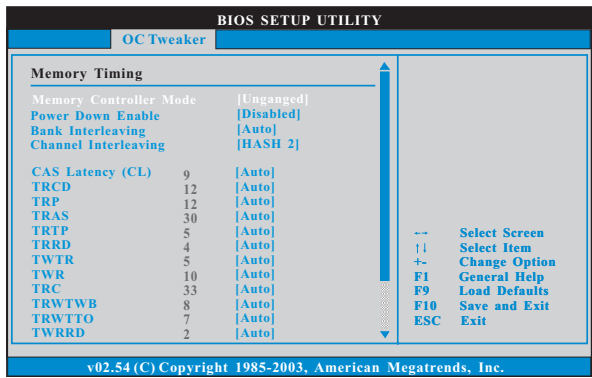 BIOS SETUP UTILITY
OC Tweaker
Memory Timing
Memory Controller Mode [Unganged]
Power Down Enable [Disabled]
Bank Interleaving [Auto]
Channel Interleaving [HASH 2]
CAS Latency (CL) 9 [Auto]
TRCD 12 [Auto]
TRP 12 [Auto]
TRAS 30 [Auto]
TRTP 5 [Auto]
TRRD 4 [Auto]
TWTR 5 [Auto]
TWR 10 [Auto]
TRC 33 [Auto]
TRWTWB 8 [Auto]
TRWTTO 7 [Auto]
TWRRD 2 [Auto]
←→ Select Screen
↑↓ Select Item
+- Change Option
F1 General Help
F9 Load Defaults
F10 Save and Exit
ESC Exit
v02.54 (C) Copyright 1985-2003, American Megatrends, Inc.